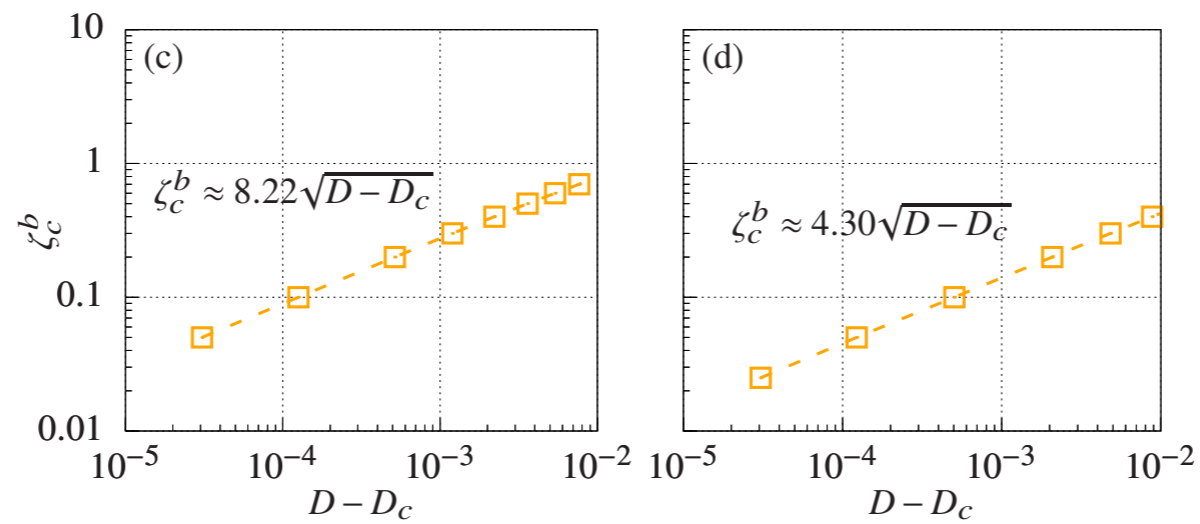 10
1
0.1
0.01
ζ_c^b
(c)
ζ_c^b ≈ 8.22√(D − D_c)
10^−5 10^−4 10^−3 10^−2
D − D_c
(d)
ζ_c^b ≈ 4.30√(D − D_c)
10^−5 10^−4 10^−3 10^−2
D − D_c